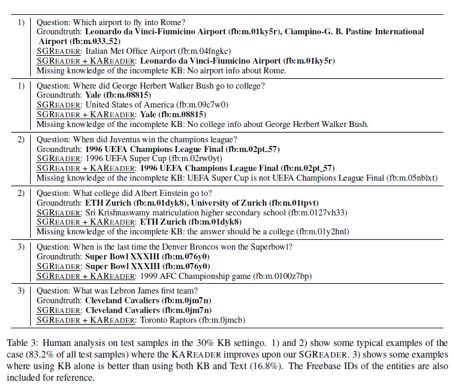 1) Question: Which airport to fly into Rome?
Groundtruth: Leonardo da Vinci-Fiumicino Airport (fb:m.01ky5r), Ciampino-G. B. Pastine International
Airport (fb:m.033_52)
SGREADER: Italian Met Office Airport (fb:m.04fngkc)
SGREADER + KAREADER: Leonardo da Vinci-Fiumicino Airport (fb:m.01ky5r)
Missing knowledge of the incomplete KB: No airport info about Rome.
1) Question: Where did George Herbert Walker Bush go to college?
Groundtruth: Yale (fb:m.08815)
SGREADER: United States of America (fb:m.09c7w0)
SGREADER + KAREADER: Yale (fb:m.08815)
Missing knowledge of the incomplete KB: No college info about George Herbert Walker Bush.
2) Question: When did Juventus win the champions league?
Groundtruth: 1996 UEFA Champions League Final (fb:m.02pt_57)
SGREADER: 1996 UEFA Super Cup (fb:m.02rw0yt)
SGREADER + KAREADER: 1996 UEFA Champions League Final (fb:m.02pt_57)
Missing knowledge of the incomplete KB: UEFA Super Cup is not UEFA Champions League Final (fb:m.05nblxt)
2) Question: What college did Albert Einstein go to?
Groundtruth: ETH Zurich (fb:m.01dyk8), University of Zurich (fb:m.01tpvt)
SGREADER: Sri Krishnaswamy matriculation higher secondary school (fb:m.0127vh33)
SGREADER + KAREADER: ETH Zurich (fb:m.01dyk8)
Missing knowledge of the incomplete KB: the answer should be a college (fb:m.01y2hnl)
3) Question: When is the last time the Denver Broncos won the Superbowl?
Groundtruth: Super Bowl XXXIII (fb:m.076y0)
SGREADER: Super Bowl XXXIII (fb:m.076y0)
SGREADER + KAREADER: 1999 AFC Championship game (fb:m.0100z7bp)
3) Question: What was Lebron James first team?
Groundtruth: Cleveland Cavaliers (fb:m.0jm7n)
SGREADER: Cleveland Cavaliers (fb:m.0jm7n)
SGREADER + KAREADER: Toronto Raptors (fb:m.0jmcb)
Table 3: Human analysis on test samples in the 30% KB settingo. 1) and 2) show some typical examples of the
case (83.2% of all test samples) where the KAREADER improves upon our SGREADER. 3) shows some examples
where using KB alone is better than using both KB and Text (16.8%). The Freebase IDs of the entities are also
included for reference.